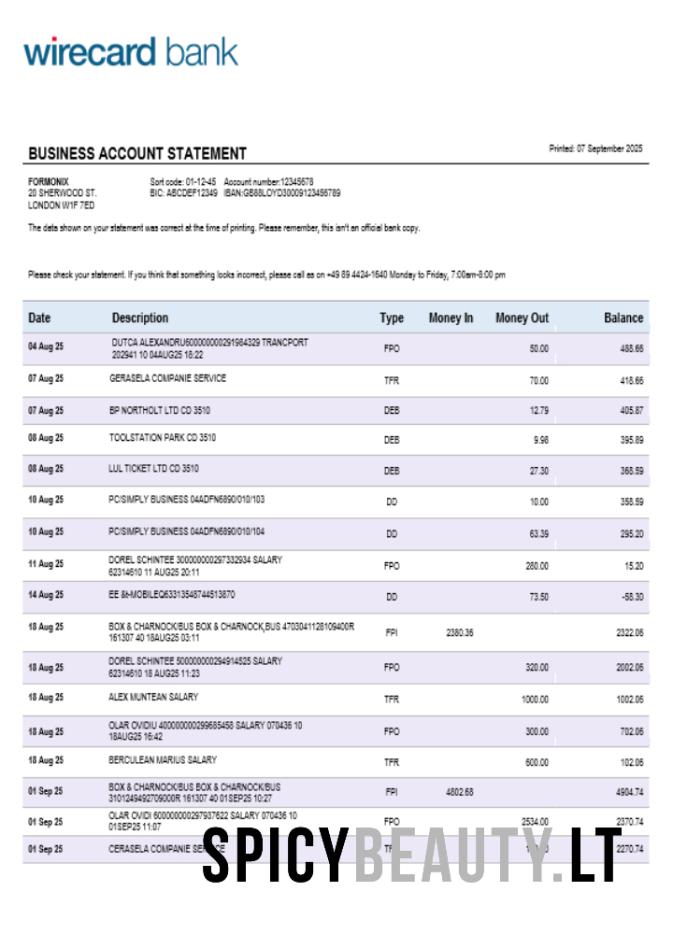 wirecard bank
BUSINESS ACCOUNT STATEMENT
Printed: 07 September 2025
FORMONIX
Sort code: 01-12-45 Account number:12345678
20 SHERWOOD ST.
BIC: ABCDEF12349 IBAN:GB88LOYD30009123456789
LONDON W1F 7ED
The data shown on your statement was correct at the time of printing. Please remember, this isn't an official bank copy.
Please check your statement. If you think that something looks incorrect, please call as on +49 89 4424-1640 Monday to Friday, 7:00am-8:00 pm
Date Description Type Money In Money Out Balance
04 Aug 25 DUTCA ALEXANDRU600000000291984329 TRANCPORT FPO 50.00 488.66
202941 10 04AUG25 18:22
07 Aug 25 GERASELA COMPANIE SERVICE TFR 70.00 418.66
07 Aug 25 BP NORTHOLT LTD CD 3510 DEB 12.79 405.87
08 Aug 25 TOOLSTATION PARK CD 3510 DEB 9.98 395.89
08 Aug 25 LUL TICKET LTD CD 3510 DEB 27.30 368.59
10 Aug 25 PC/SIMPLY BUSINESS 04ADFN6890/010/103 DD 10.00 358.59
10 Aug 25 PC/SIMPLY BUSINESS 04ADFN6890/010/104 DD 63.39 295.20
11 Aug 25 DOREL SCHINTEE 300000000297332934 SALARY FPO 280.00 15.20
62314610 11 AUG25 20:11
14 Aug 25 EE &t-MOBILEQ63313548744513870 DD 73.50 -58.30
18 Aug 25 BOX & CHARNOCK/BUS BOX & CHARNOCK,BUS 4703041128109400R FPI 2380.36 2322.06
161307 40 18AUG25 03:11
18 Aug 25 DOREL SCHINTEE 500000000294914525 SALARY FPO 320.00 2002.06
62314610 18 AUG25 11:23
18 Aug 25 ALEX MUNTEAN SALARY TFR 1000.00 1002.06
18 Aug 25 OLAR OVIDIU 400000000299685458 SALARY 070436 10 FPO 300.00 702.06
18AUG25 16:42
18 Aug 25 BERCULEAN MARIUS SALARY TFR 600.00 102.06
01 Sep 25 BOX & CHARNOCK/BUS BOX & CHARNOCK/BUS FPI 4802.68 4904.74
3101249492709000R 161307 40 01SEP25 10:27
01 Sep 25 OLAR OVIDI 600000000297937622 SALARY 070436 10 FPO 2534.00 2370.74
01SEP25 11:07
01 Sep 25 CERASELA COMPANIE 2270.74
SPICYBEAUTY.LT